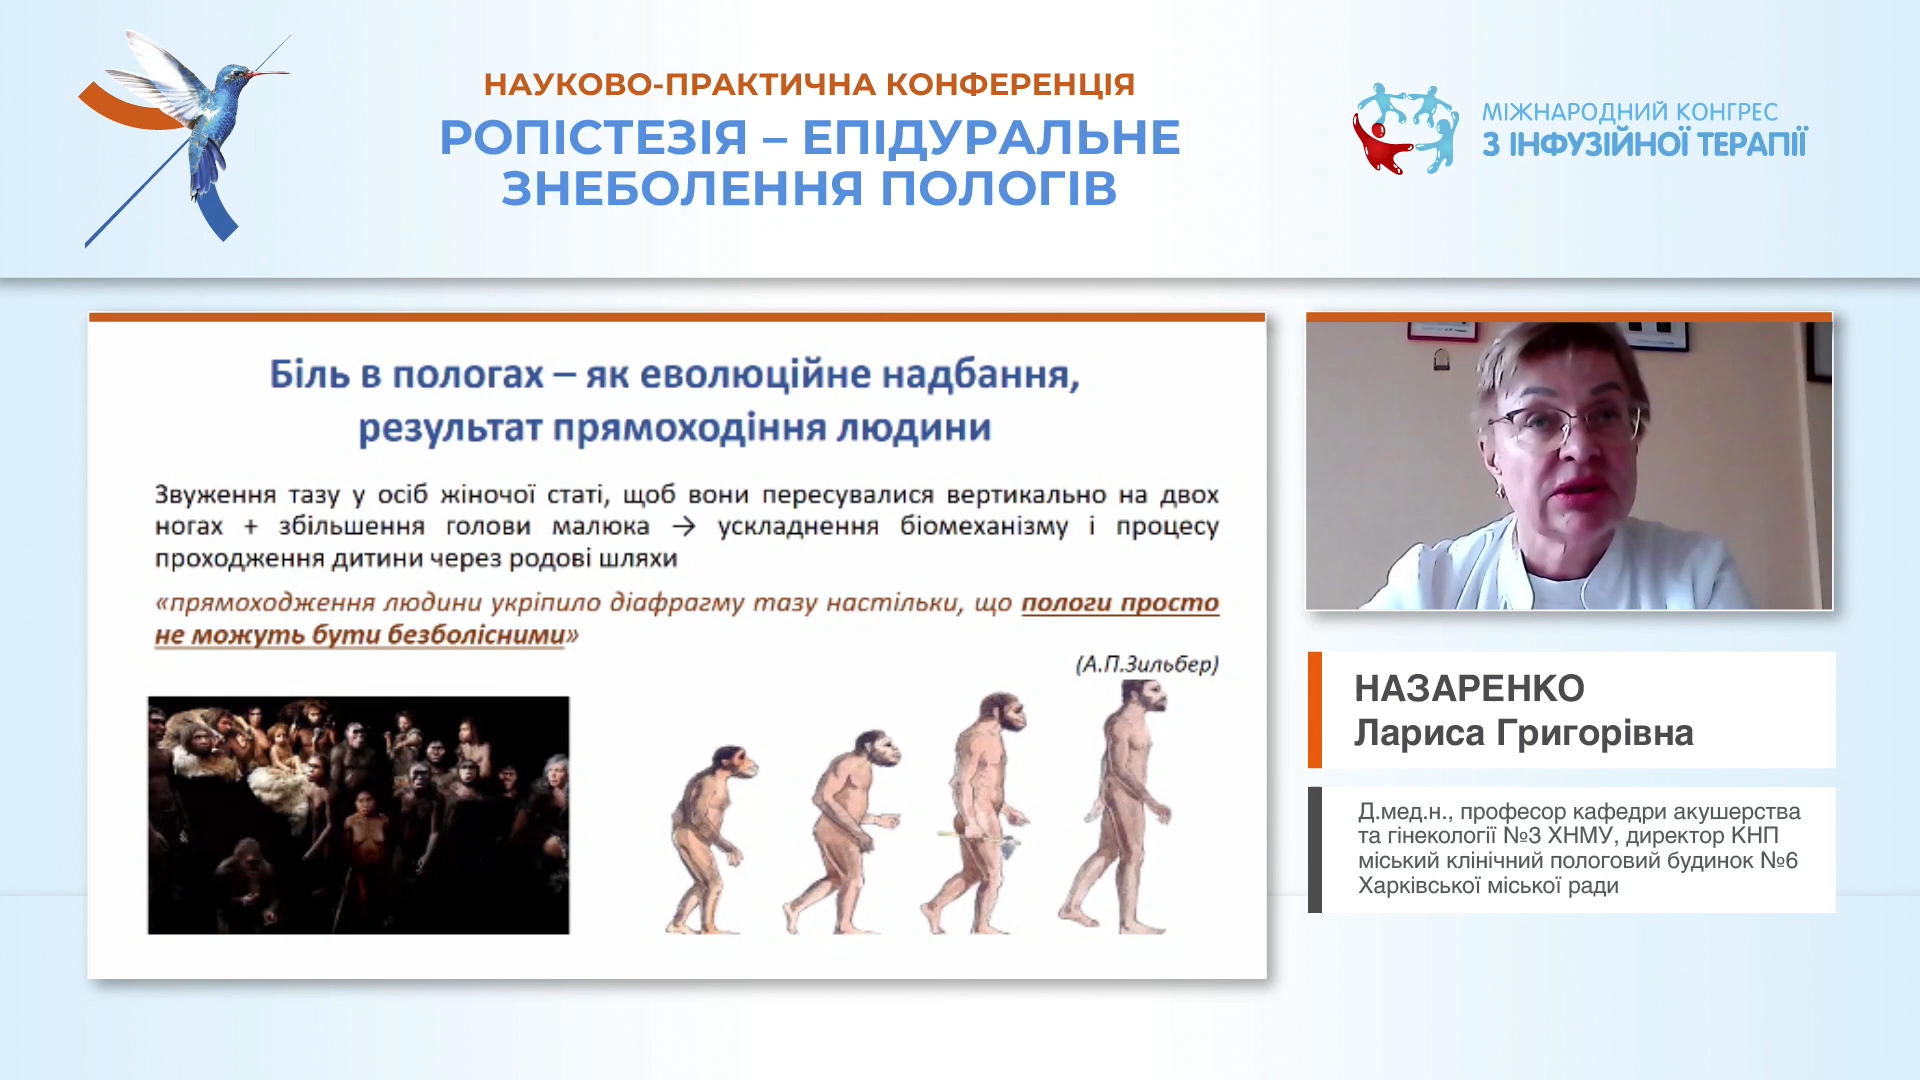 НАУКОВО-ПРАКТИЧНА КОНФЕРЕНЦІЯ
РОПІСТЕЗІЯ – ЕПІДУРАЛЬНЕ
ЗНЕБОЛЕННЯ ПОЛОГІВ
МІЖНАРОДНИЙ КОНГРЕС
З ІНФУЗІЙНОЇ ТЕРАПІЇ
Біль в пологах – як еволюційне надбання,
результат прямоходіння людини
Звуження тазу у осіб жіночої статі, щоб вони пересувалися вертикально на двох
ногах + збільшення голови малюка → ускладнення біомеханізму і процесу
проходження дитини через родові шляхи
«прямоходження людини укріпило діафрагму тазу настільки, що пологи просто
не можуть бути безболісними»
(А.П.Зильбер)
НАЗАРЕНКО
Лариса Григорівна
Д.мед.н., професор кафедри акушерства
та гінекології №3 ХНМУ, директор КНП
міський клінічний пологовий будинок №6
Харківської міської ради